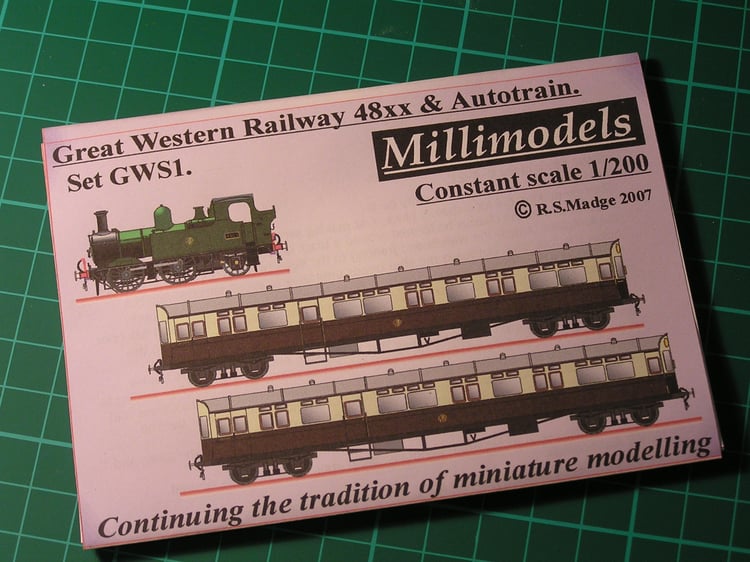 Great Western Railway 48xx & Autotrain.
Set GWS1.
Millimodels
Constant scale 1/200
© R.S.Madge 2007
Continuing the tradition of miniature modelling